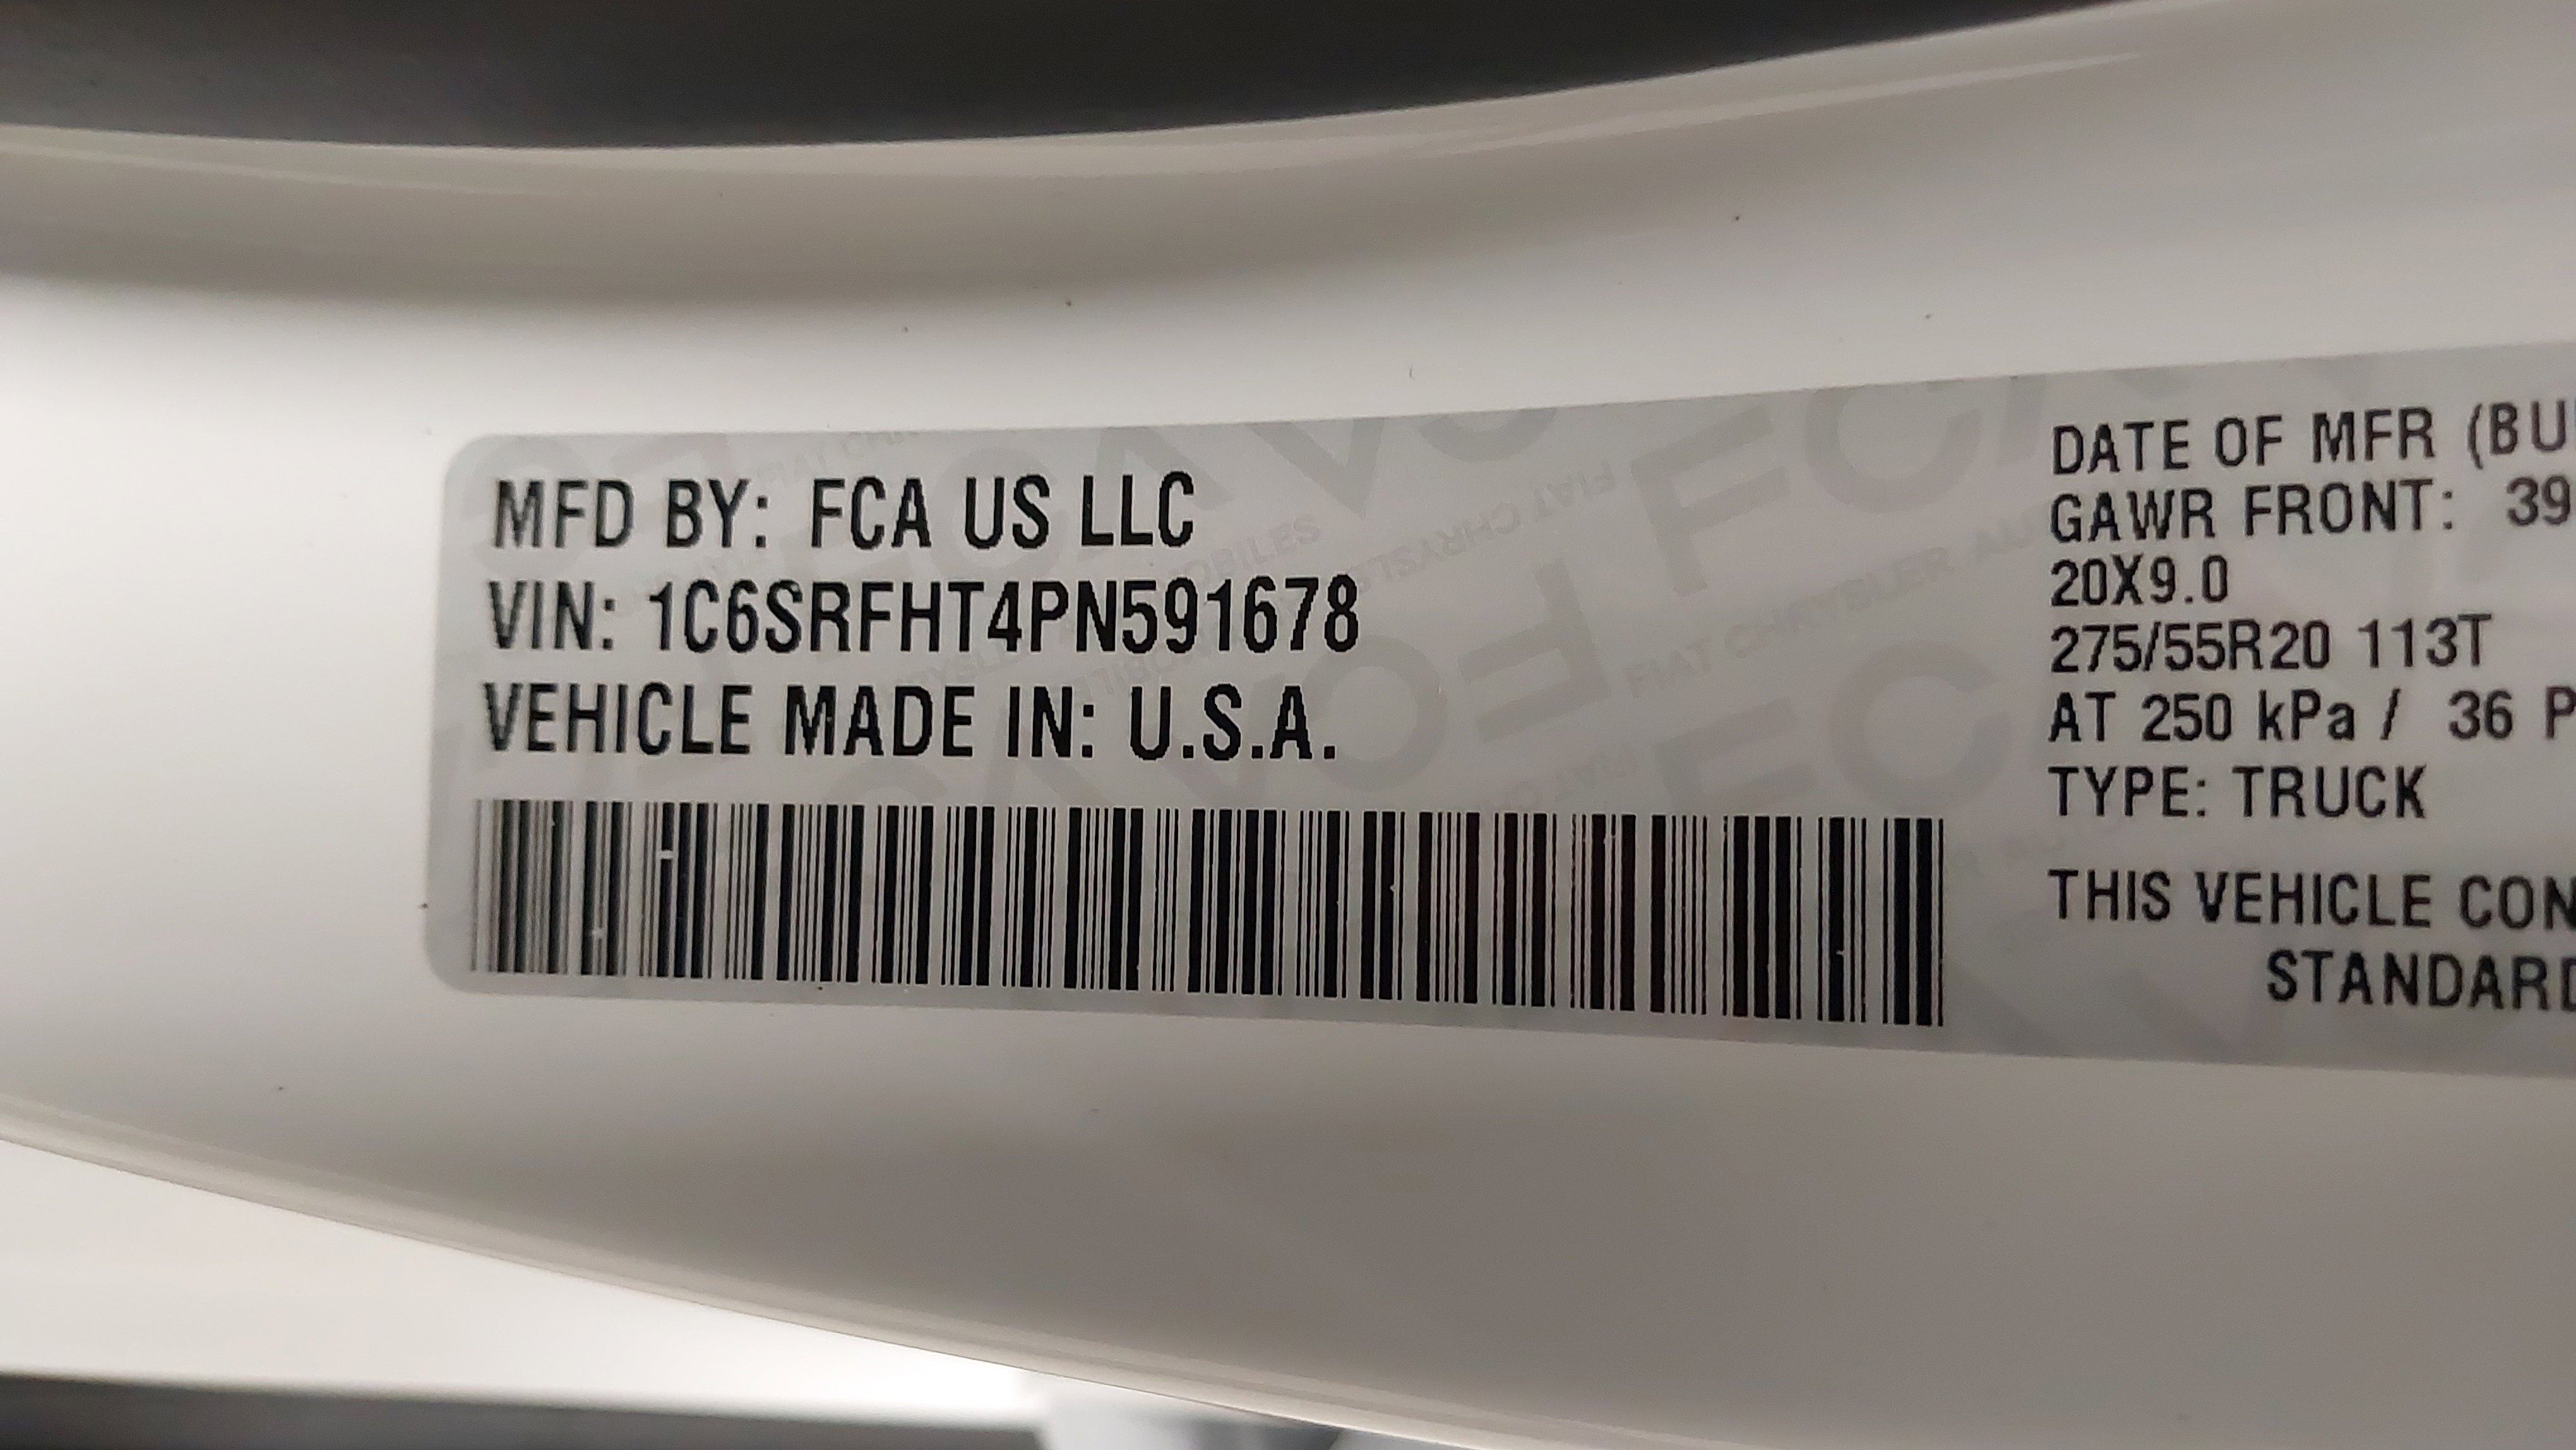 MFD BY: FCA US LLC
VIN: 1C6SRFHT4PN591678
VEHICLE MADE IN: U.S.A.
DATE OF MFR (BU
GAWR FRONT: 39
20X9.0
275/55R20 113T
AT 250 kPa / 36 P
TYPE: TRUCK
THIS VEHICLE CON
STANDARD